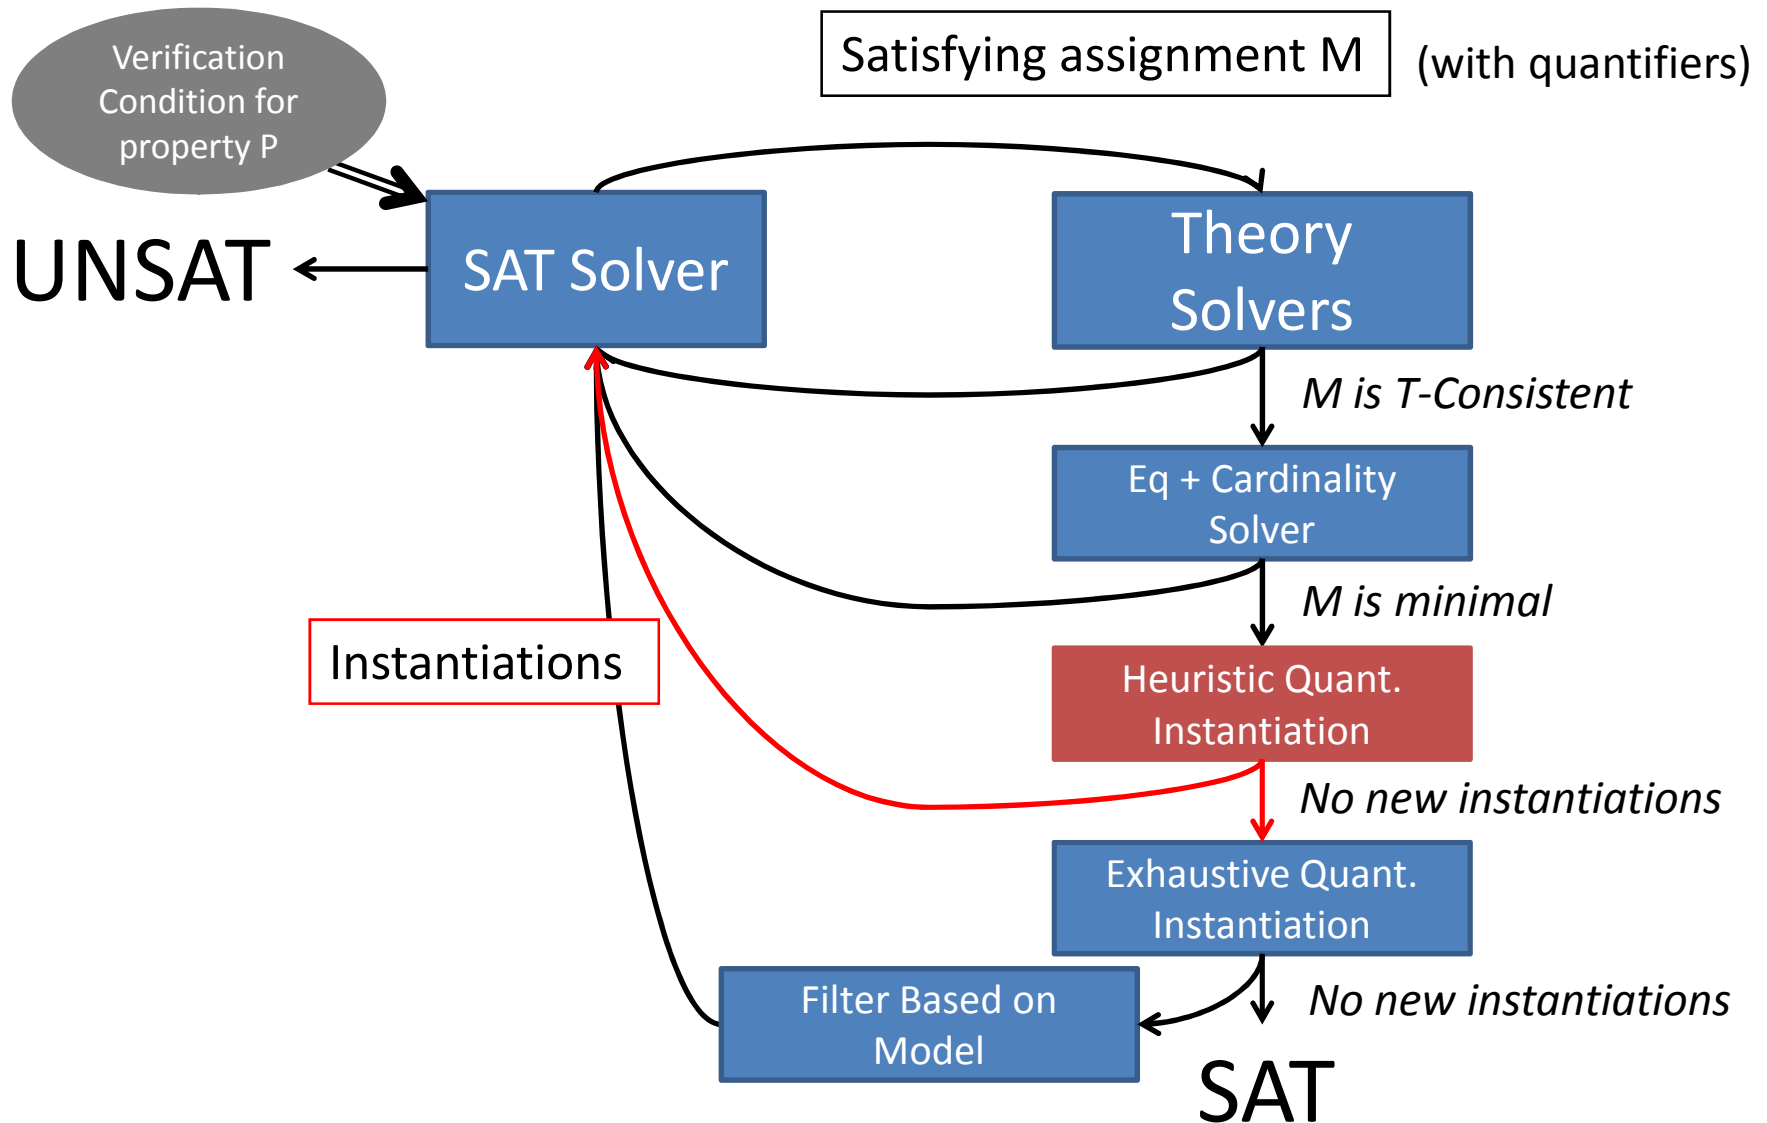 Verification
Condition for
property P
Satisfying assignment M
(with quantifiers)
UNSAT
SAT Solver
Theory
Solvers
M is T-Consistent
Eq + Cardinality
Solver
M is minimal
Instantiations
Heuristic Quant.
Instantiation
No new instantiations
Exhaustive Quant.
Instantiation
Filter Based on
Model
No new instantiations
SAT